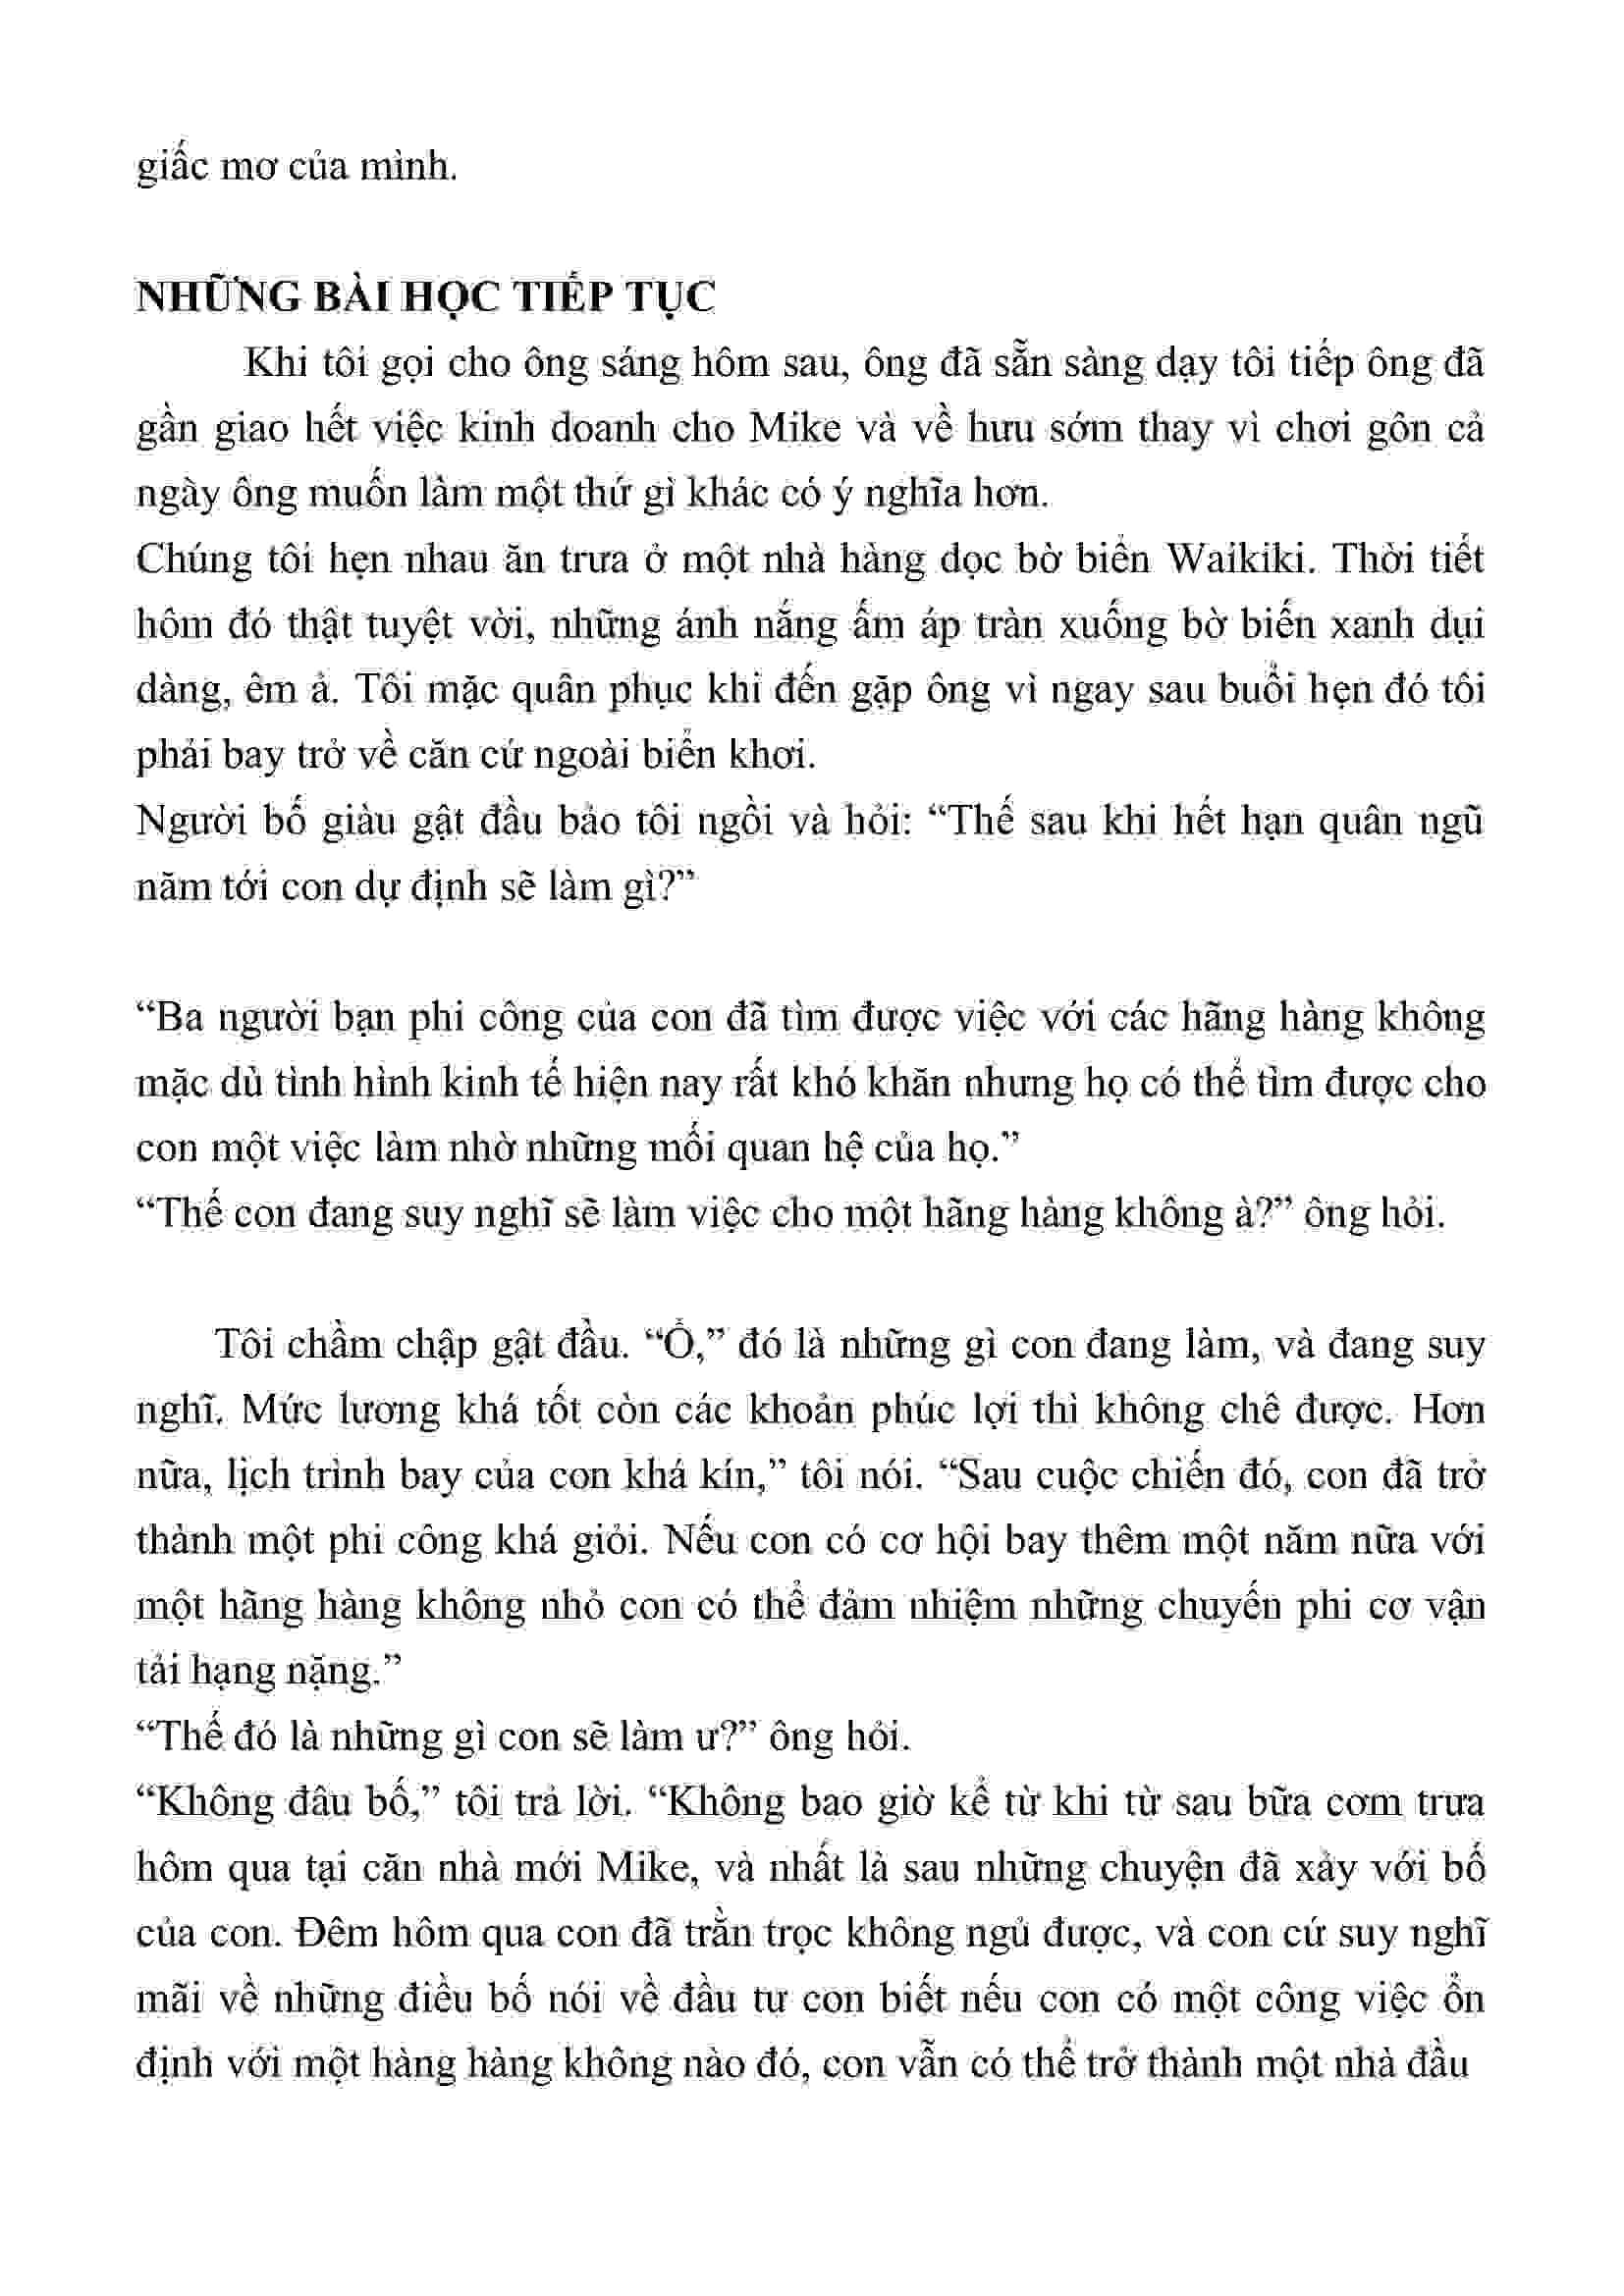 giấc mơ của mình.
NHỮNG BÀI HỌC TIẾP TỤC
Khi tôi gọi cho ông sáng hôm sau, ông đã sẵn sàng dạy tôi tiếp ông đã
gần giao hết việc kinh doanh cho Mike và về hưu sớm thay vì chơi gôn cả
ngày ông muốn làm một thứ gì khác có ý nghĩa hơn.
Chúng tôi hẹn nhau ăn trưa ở một nhà hàng dọc bờ biển Waikiki. Thời tiết
hôm đó thật tuyệt vời, những ánh nắng ấm áp tràn xuống bờ biển xanh dụi
dàng, êm ả. Tôi mặc quân phục khi đến gặp ông vì ngay sau buổi hẹn đó tôi
phải bay trở về căn cứ ngoài biển khơi.
Người bố giàu gật đầu bảo tôi ngồi và hỏi: “Thế sau khi hết hạn quân ngũ
năm tới con dự định sẽ làm gì?”
“Ba người bạn phi công của con đã tìm được việc với các hãng hàng không
mặc dù tình hình kinh tế hiện nay rất khó khăn nhưng họ có thể tìm được cho
con một việc làm nhờ những mối quan hệ của họ.”
“Thế con đang suy nghĩ sẽ làm việc cho một hãng hàng không à?” ông hỏi.
Tôi chầm chập gật đầu. “Ồ,” đó là những gì con đang làm, và đang suy
nghĩ. Mức lương khá tốt còn các khoản phúc lợi thì không chê được. Hơn
nữa, lịch trình bay của con khá kín,” tôi nói. “Sau cuộc chiến đó, con đã trở
thành một phi công khá giỏi. Nếu con có cơ hội bay thêm một năm nữa với
một hãng hàng không nhỏ con có thể đảm nhiệm những chuyến phi cơ vận
tải hạng nặng.”
“Thế đó là những gì con sẽ làm ư?” ông hỏi.
“Không đâu bố,” tôi trả lời. “Không bao giờ kể từ khi từ sau bữa cơm trưa
hôm qua tại căn nhà mới Mike, và nhất là sau những chuyện đã xảy với bố
của con. Đêm hôm qua con đã trằn trọc không ngủ được, và con cứ suy nghĩ
mãi về những điều bố nói về đầu tư con biết nếu con có một công việc ổn
định với một hàng hàng không nào đó, con vẫn có thể trở thành một nhà đầu